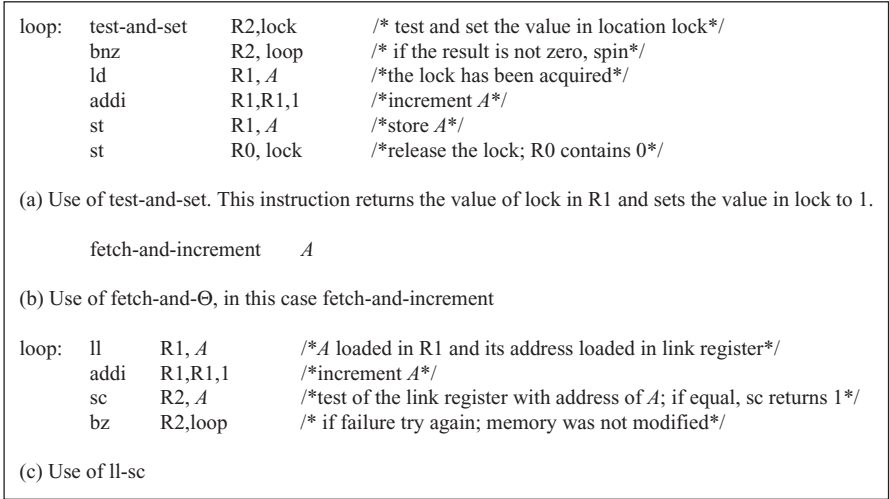 loop: test-and-set R2,lock /* test and set the value in location lock*/
bnz R2, loop /* if the result is not zero, spin*/
ld R1, A /*the lock has been acquired*/
addi R1,R1,1 /*increment A*/
st R1, A /*store A*/
st R0, lock /*release the lock; R0 contains 0*/
(a) Use of test-and-set. This instruction returns the value of lock in R1 and sets the value in lock to 1.
fetch-and-increment A
(b) Use of fetch-and-Θ, in this case fetch-and-increment
loop: ll R1, A /*A loaded in R1 and its address loaded in link register*/
addi R1,R1,1 /*increment A*/
sc R2, A /*test of the link register with address of A; if equal, sc returns 1*/
bz R2,loop /* if failure try again; memory was not modified*/
(c) Use of ll-sc